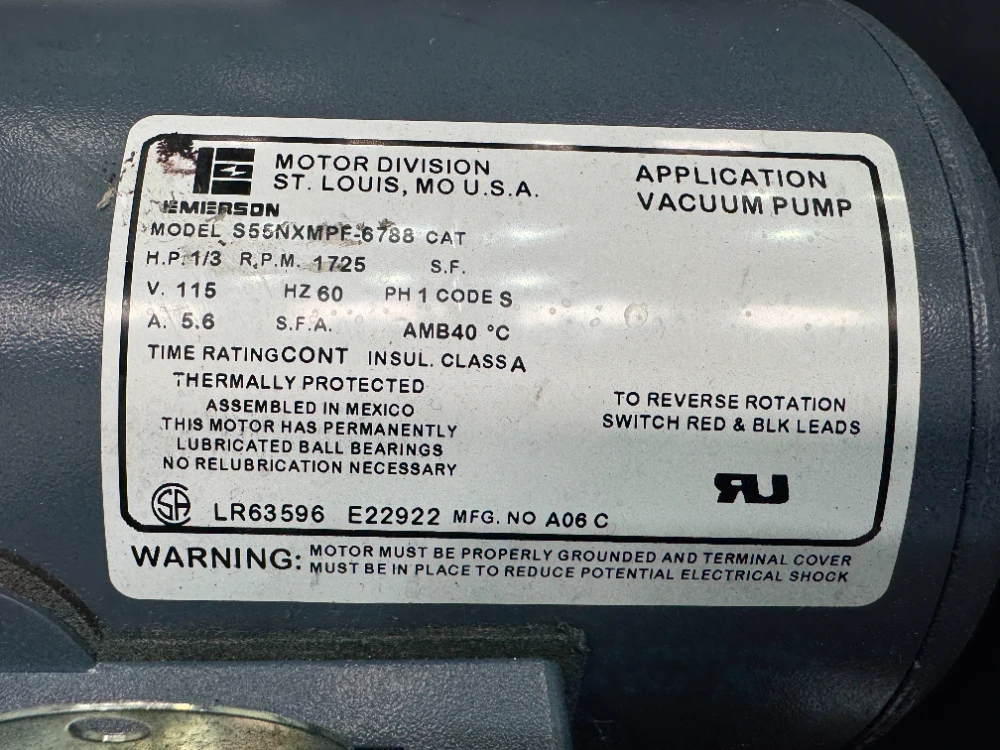 MOTOR DIVISION
ST. LOUIS, MO U.S.A.
EMERSON
APPLICATION
VACUUM PUMP
MODEL S55NXMPF-6788 CAT
H.P. 1/3 R.P.M. 1725 S.F.
V. 115 HZ 60 PH 1 CODE S
A. 5.6 S.F.A. AMB40 °C
TIME RATING CONT INSUL. CLASS A
THERMALLY PROTECTED
ASSEMBLED IN MEXICO
THIS MOTOR HAS PERMANENTLY
LUBRICATED BALL BEARINGS
NO RELUBRICATION NECESSARY
TO REVERSE ROTATION
SWITCH RED & BLK LEADS
SA LR63596 E22922 MFG. NO A06 C
RU
WARNING: MOTOR MUST BE PROPERLY GROUNDED AND TERMINAL COVER
MUST BE IN PLACE TO REDUCE POTENTIAL ELECTRICAL SHOCK